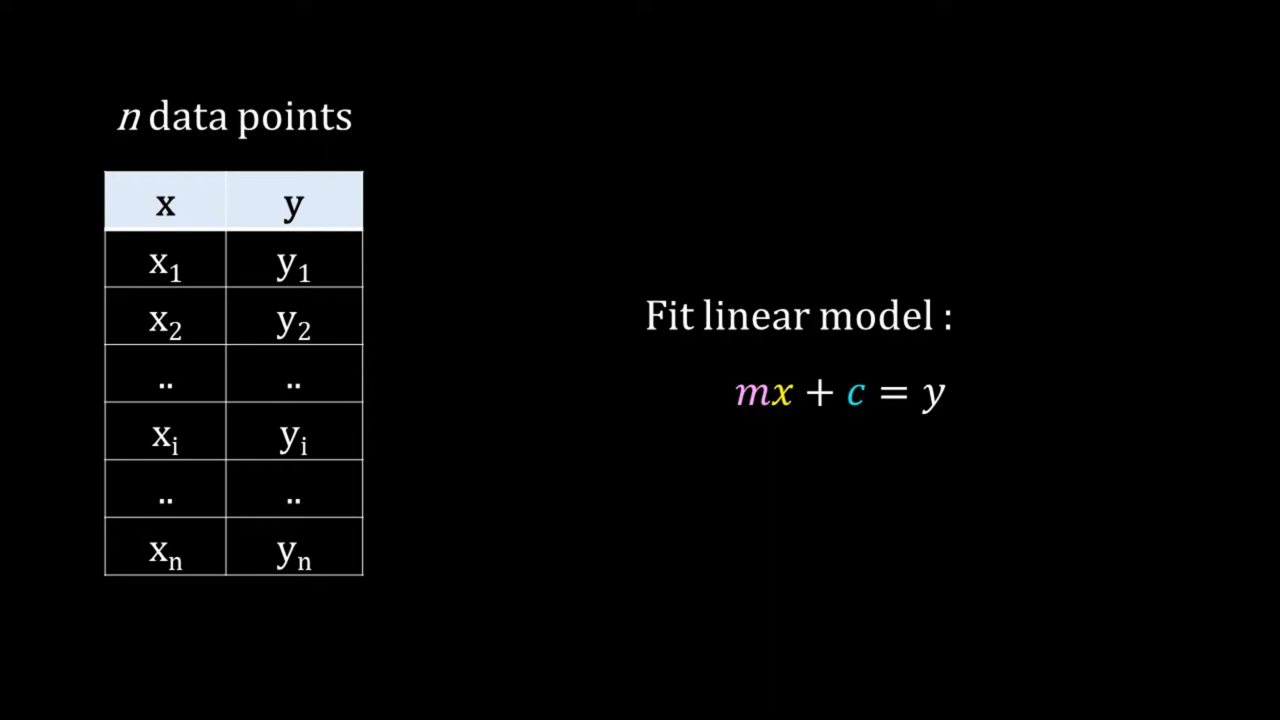 n data points
x y
x₁ y₁
x₂ y₂
.. ..
xᵢ yᵢ
.. ..
xₙ yₙ
Fit linear model :
mx + c = y